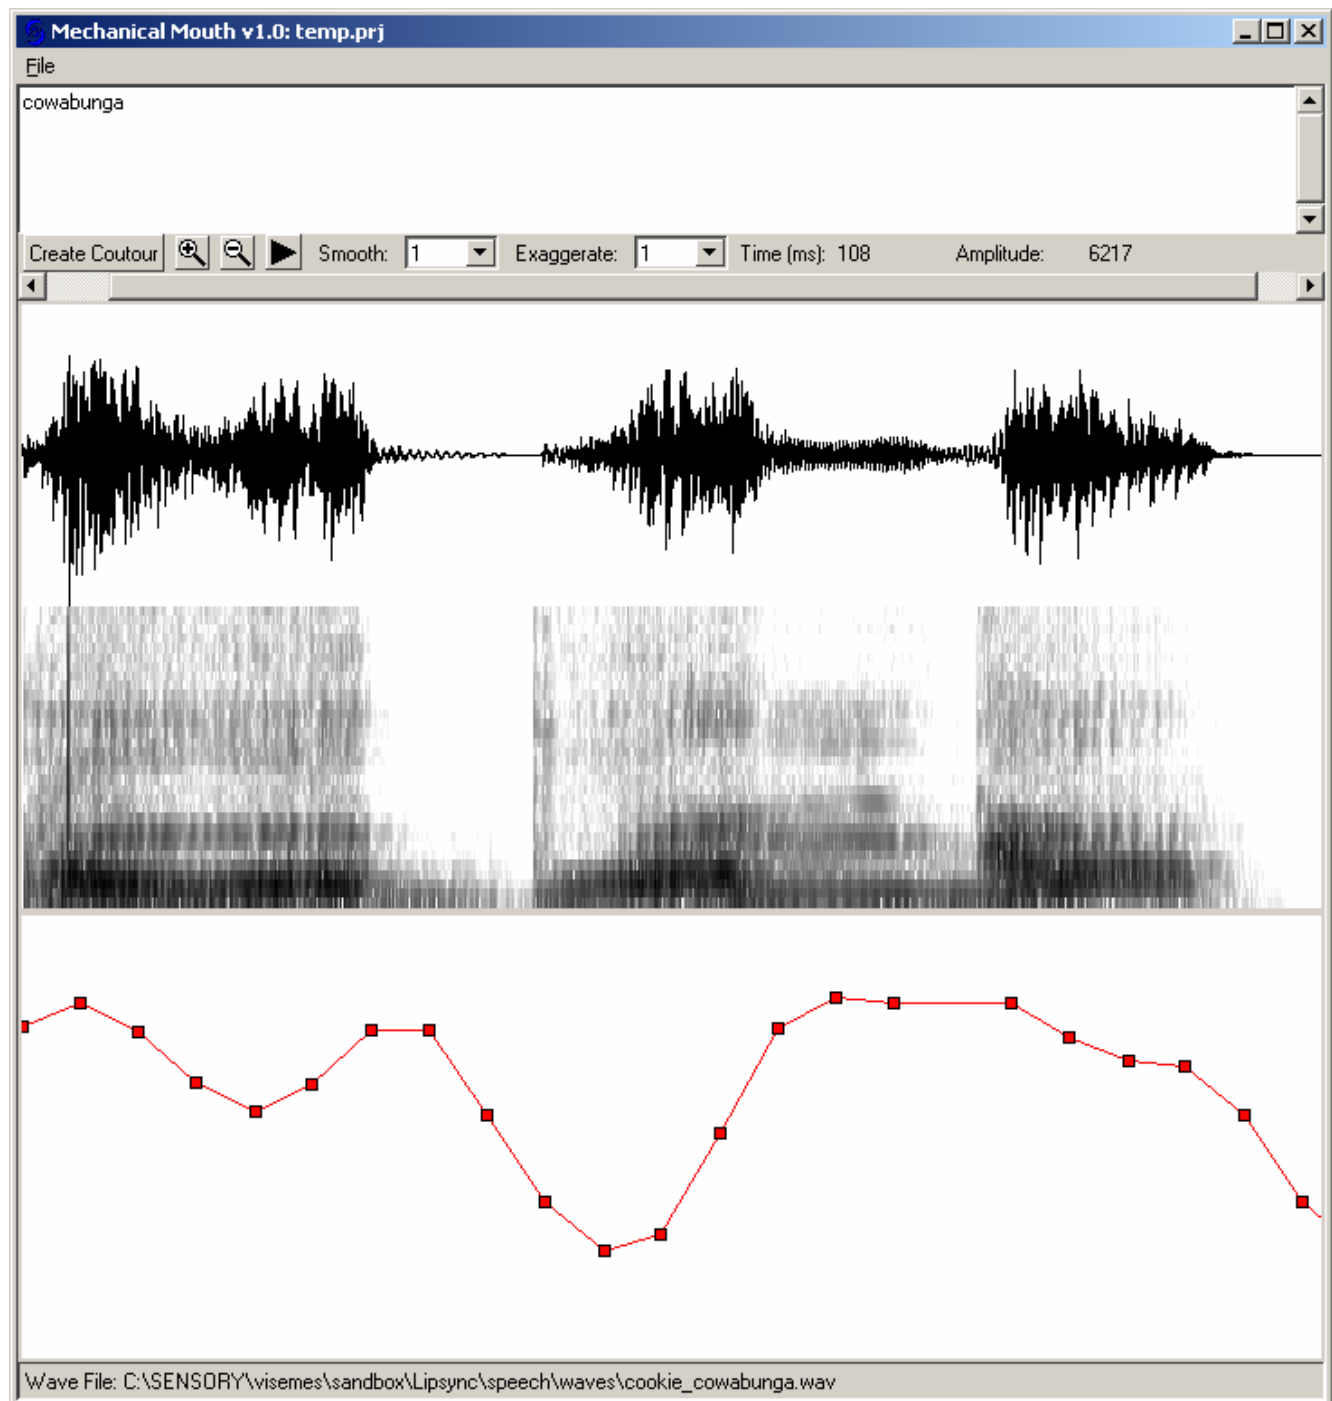 Mechanical Mouth v1.0: temp.prj
File
cowabunga
Create Coutour Smooth: 1 Exaggerate: 1 Time (ms): 108 Amplitude: 6217
Wave File: C:\SENSORY\visemes\sandbox\Lipsync\speech\waves\cookie_cowabunga.wav